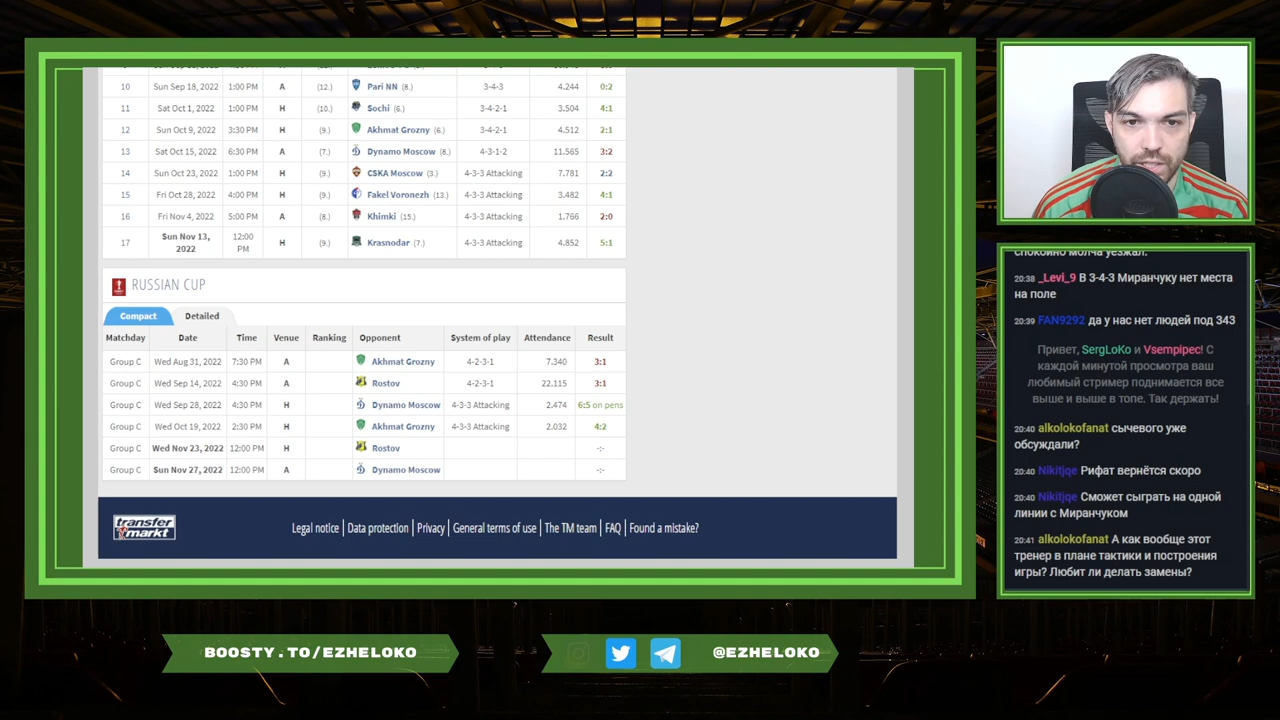 10 Sun Sep 18, 2022 1:00 PM A (12.) Pari NN (8.) 3-4-3 4.244 0:2
11 Sat Oct 1, 2022 1:00 PM H (10.) Sochi (6.) 3-4-2-1 3.504 4:1
12 Sun Oct 9, 2022 3:30 PM H (9.) Akhmat Grozny (6.) 3-4-2-1 4.512 2:1
13 Sat Oct 15, 2022 6:30 PM A (7.) Dynamo Moscow (8.) 4-3-1-2 11.565 3:2
14 Sun Oct 23, 2022 1:00 PM H (9.) CSKA Moscow (3.) 4-3-3 Attacking 7.781 2:2
15 Fri Oct 28, 2022 4:00 PM H (9.) Fakel Voronezh (13.) 4-3-3 Attacking 3.482 4:1
16 Fri Nov 4, 2022 5:00 PM A (8.) Khimki (15.) 4-3-3 Attacking 1.766 2:0
17 Sun Nov 13, 2022 12:00 PM H (9.) Krasnodar (7.) 4-3-3 Attacking 4.852 5:1
RUSSIAN CUP
Compact Detailed
Matchday Date Time Venue Ranking Opponent System of play Attendance Result
Group C Wed Aug 31, 2022 7:30 PM A Akhmat Grozny 4-2-3-1 7.340 3:1
Group C Wed Sep 14, 2022 4:30 PM A Rostov 4-2-3-1 22.115 3:1
Group C Wed Sep 28, 2022 4:30 PM H Dynamo Moscow 4-3-3 Attacking 2.474 6:5 on pens
Group C Wed Oct 19, 2022 2:30 PM H Akhmat Grozny 4-3-3 Attacking 2.032 4:2
Group C Wed Nov 23, 2022 12:00 PM H Rostov -:-
Group C Sun Nov 27, 2022 12:00 PM A Dynamo Moscow -:-
transfer markt
Legal notice | Data protection | Privacy | General terms of use | The TM team | FAQ | Found a mistake?
спокойно молча уезжал.
20:38 _Levi_9 В 3-4-3 Миранчуку нет места
на поле
20:39 FAN9292 да у нас нет людей под 343
Привет, SergLoKo и Vsempipec! С
каждой минутой просмотра ваш
любимый стример поднимается все
выше и выше в топе. Так держать!
20:40 alkolokofanat сычевого уже
обсуждали?
20:40 Nikitjqe Рифат вернётся скоро
20:40 Nikitjqe Сможет сыграть на одной
линии с Миранчуком
20:41 alkolokofanat А как вообще этот
тренер в плане тактики и построения
игры? Любит ли делать замены?
BOOSTY.TO/EZHELOKO
@EZHELOKO